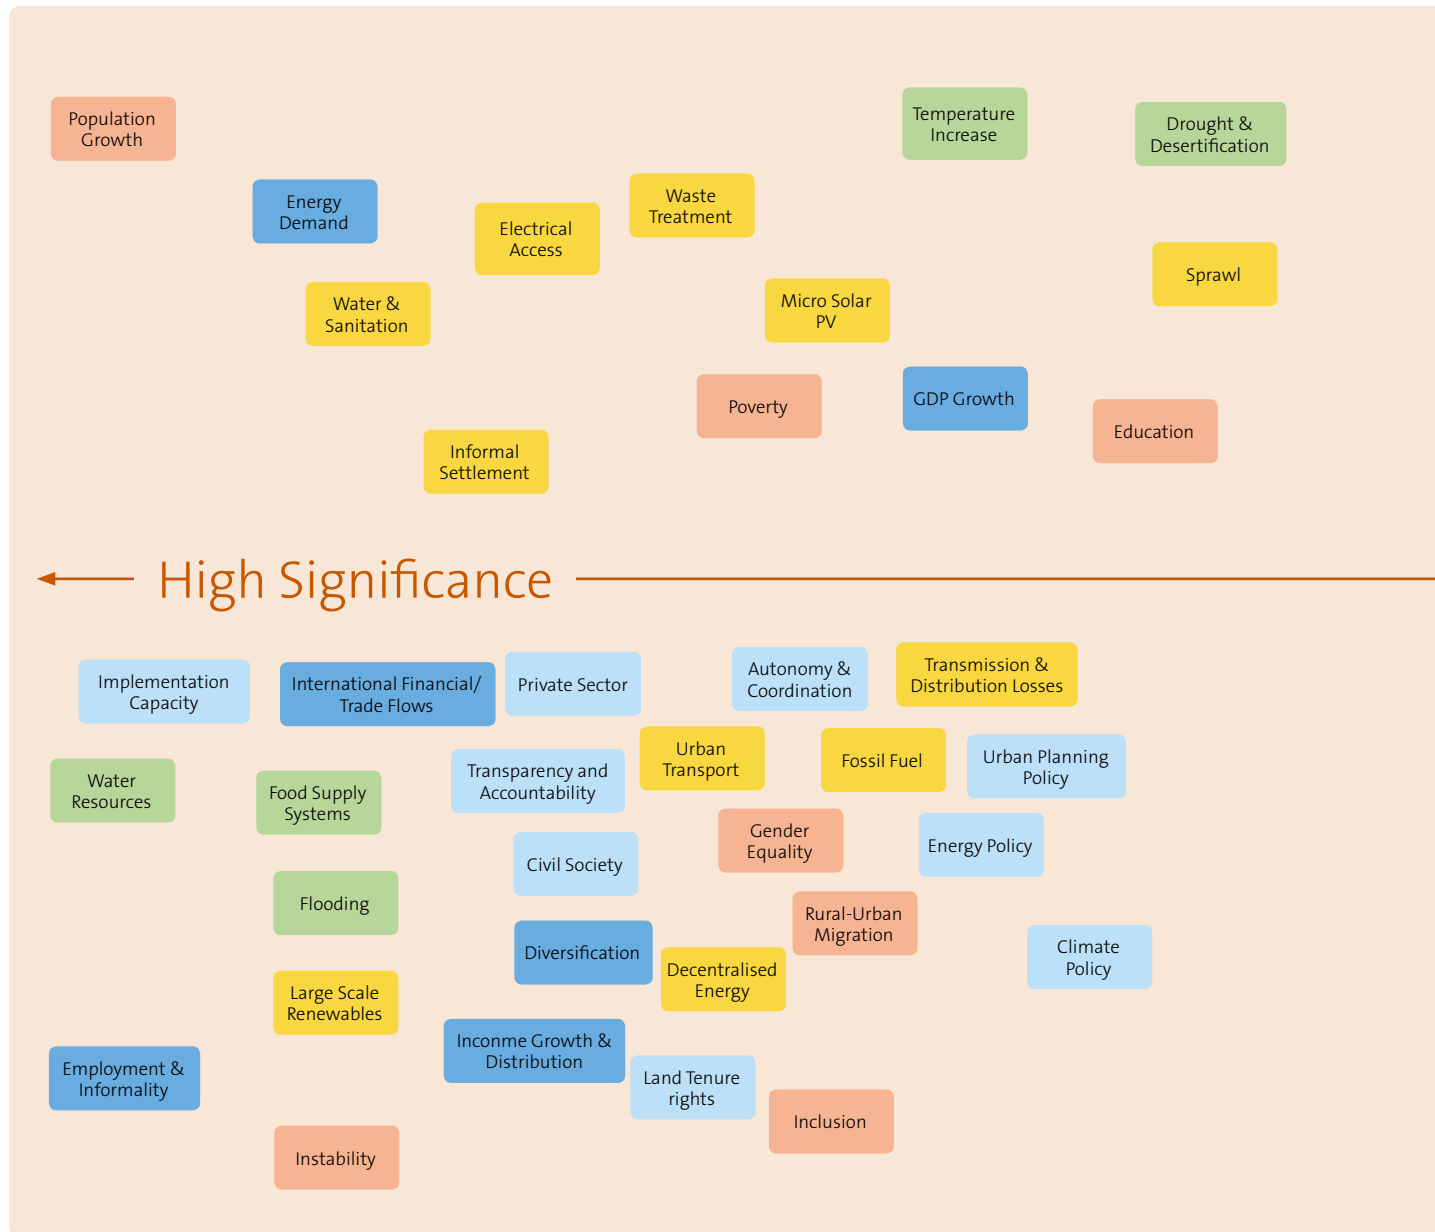 Population
Growth
Temperature
Increase
Drought &
Desertification
Energy
Demand
Electrical
Access
Waste
Treatment
Sprawl
Water &
Sanitation
Micro Solar
PV
Poverty
GDP Growth
Education
Informal
Settlement
High Significance
Implementation
Capacity
International Financial/
Trade Flows
Private Sector
Autonomy &
Coordination
Transmission &
Distribution Losses
Water
Resources
Food Supply
Systems
Transparency and
Accountability
Urban
Transport
Fossil Fuel
Urban Planning
Policy
Gender
Equality
Energy Policy
Civil Society
Flooding
Rural-Urban
Migration
Diversification
Decentralised
Energy
Climate
Policy
Large Scale
Renewables
Inconme Growth &
Distribution
Employment &
Informality
Land Tenure
rights
Inclusion
Instability